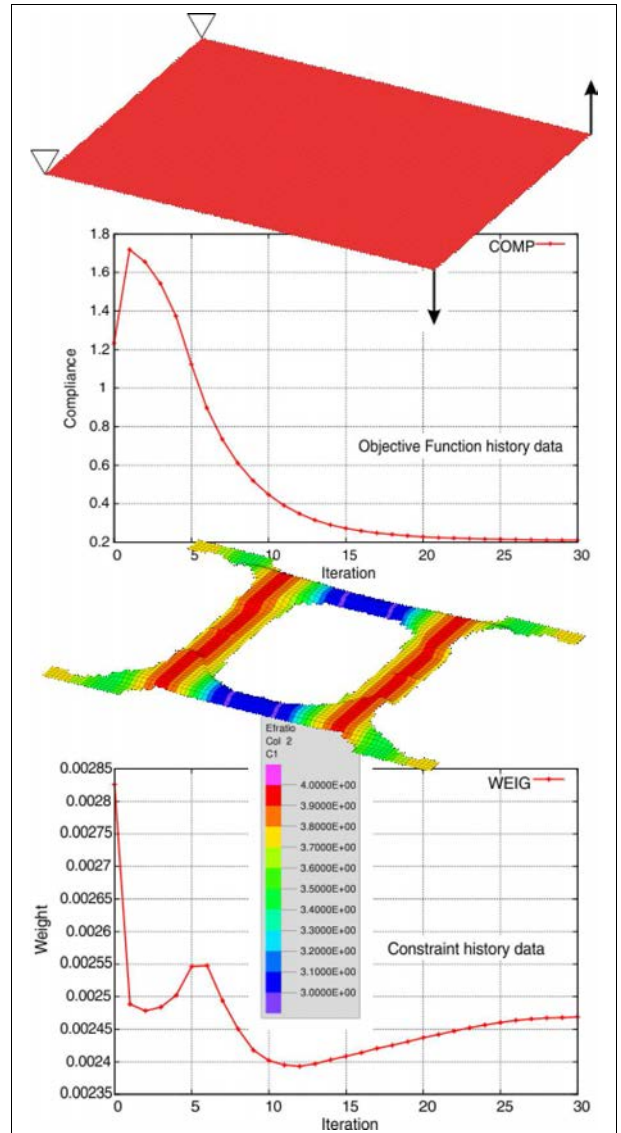 1.8
COMP
1.6
1.4
1.2
1
0.8
0.6
0.4
0.2
Compliance
Objective Function history data
0 5 10 15 20 25 30
Iteration
Efratio
Col 2
C1
4.0000E+00
3.9000E+00
3.8000E+00
3.7000E+00
3.6000E+00
3.5000E+00
3.4000E+00
3.3000E+00
3.2000E+00
3.1000E+00
3.0000E+00
0.00285
WEIG
0.0028
0.00275
0.0027
0.00265
0.0026
0.00255
0.0025
0.00245
0.0024
0.00235
Weight
Constraint history data
0 5 10 15 20 25 30
Iteration